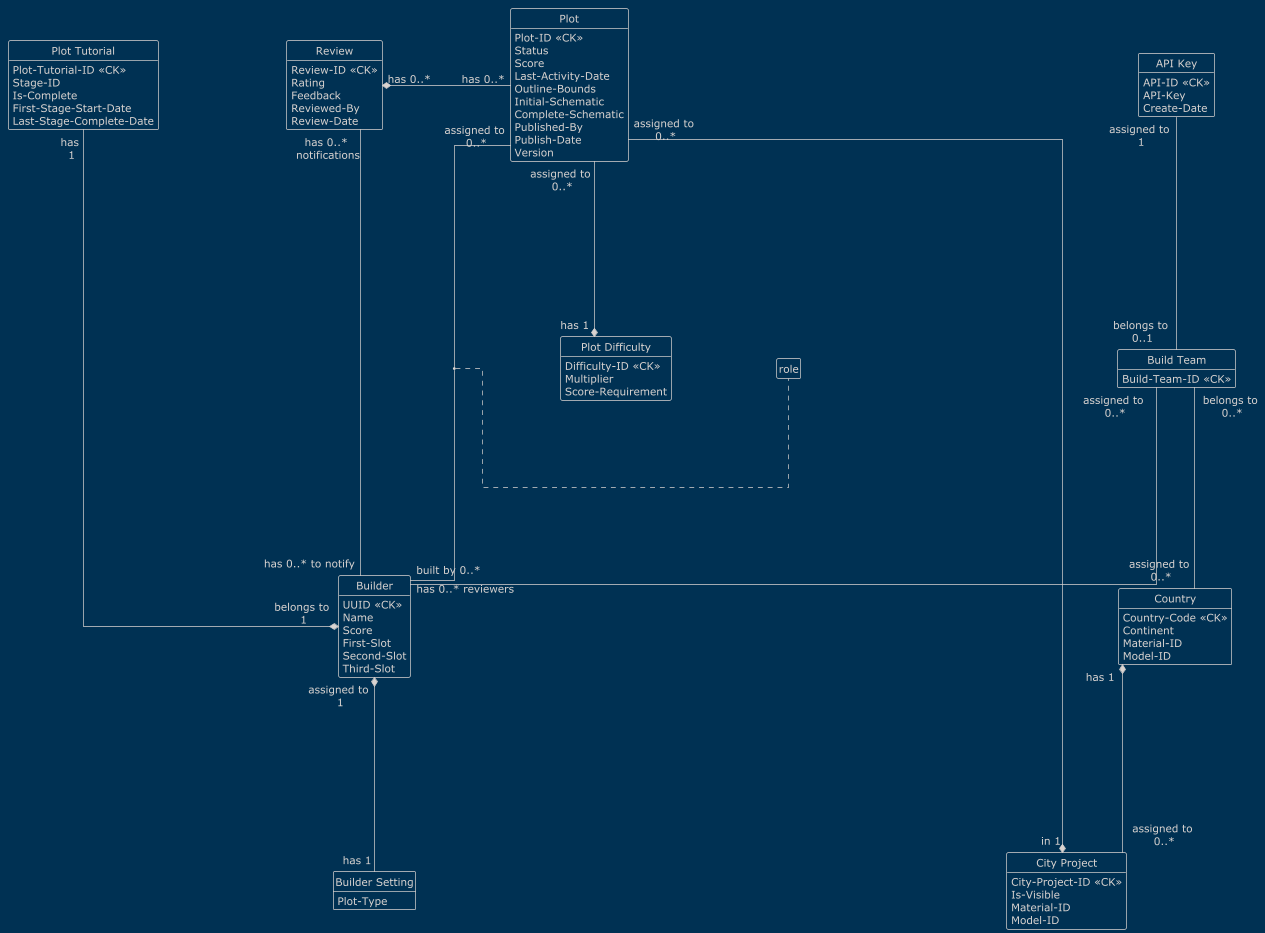 Plot
Plot-ID «CK»
Status
Score
Last-Activity-Date
Outline-Bounds
Initial-Schematic
Complete-Schematic
Published-By
Publish-Date
Version
Plot Tutorial
Plot-Tutorial-ID «CK»
Stage-ID
Is-Complete
First-Stage-Start-Date
Last-Stage-Complete-Date
Review
Review-ID «CK»
Rating
Feedback
Reviewed-By
Review-Date
API Key
API-ID «CK»
API-Key
Create-Date
has 0..*
has 0..*
assigned to
0..*
assigned to
0..*
assigned to
1
has
1
has 0..*
notifications
assigned to
0..*
has 1
Plot Difficulty
Difficulty-ID «CK»
Multiplier
Score-Requirement
role
belongs to
0..1
Build Team
Build-Team-ID «CK»
assigned to
0..*
belongs to
0..*
has 0..* to notify
built by 0..*
has 0..* reviewers
assigned to
0..*
Builder
UUID «CK»
Name
Score
First-Slot
Second-Slot
Third-Slot
belongs to
1
Country
Country-Code «CK»
Continent
Material-ID
Model-ID
assigned to
1
has 1
has 1
Builder Setting
Plot-Type
in 1
assigned to
0..*
City Project
City-Project-ID «CK»
Is-Visible
Material-ID
Model-ID